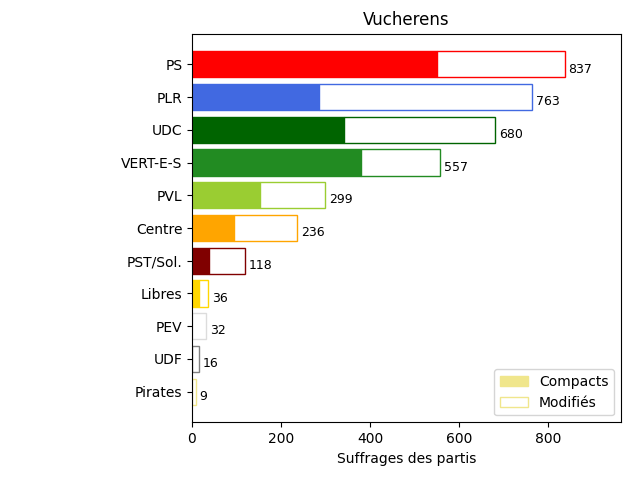 Vucherens
PS 837
PLR 763
UDC 680
VERT-E-S 557
PVL 299
Centre 236
PST/Sol. 118
Libres 36
PEV 32
UDF 16
Pirates 9
Compacts
Modifiés
0 200 400 600 800
Suffrages des partis